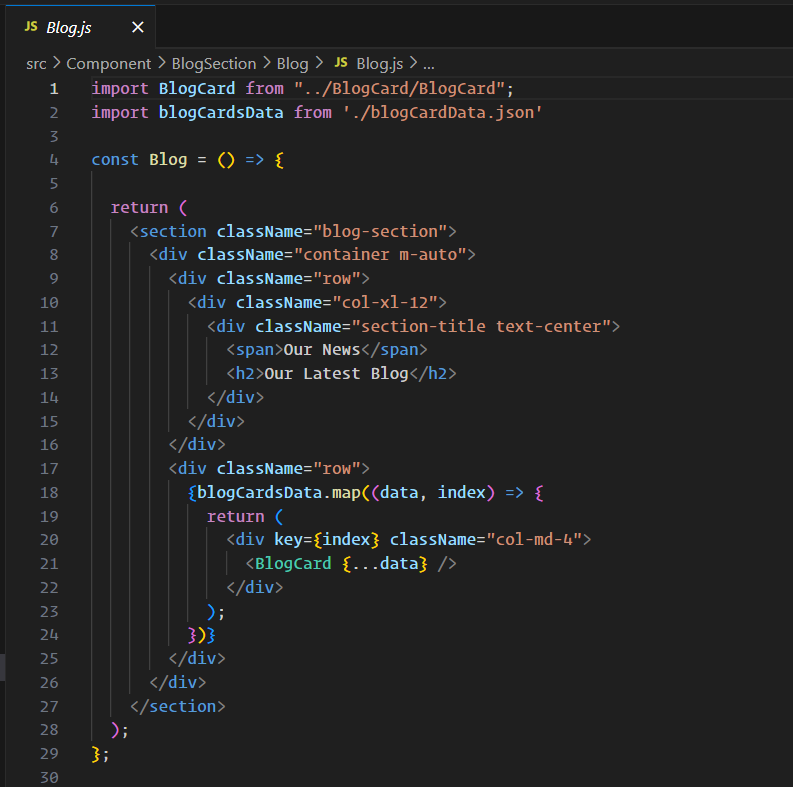 JS Blog.js ✕
src > Component > BlogSection > Blog > JS Blog.js > ...
1 import BlogCard from "../BlogCard/BlogCard";
2 import blogCardsData from './blogCardData.json'
3
4 const Blog = () => {
5
6   return (
7     <section className="blog-section">
8       <div className="container m-auto">
9         <div className="row">
10           <div className="col-xl-12">
11             <div className="section-title text-center">
12               <span>Our News</span>
13               <h2>Our Latest Blog</h2>
14             </div>
15           </div>
16         </div>
17         <div className="row">
18           {blogCardsData.map((data, index) => {
19             return (
20               <div key={index} className="col-md-4">
21                 <BlogCard {...data} />
22               </div>
23             );
24           })}
25         </div>
26       </div>
27     </section>
28   );
29 };
30